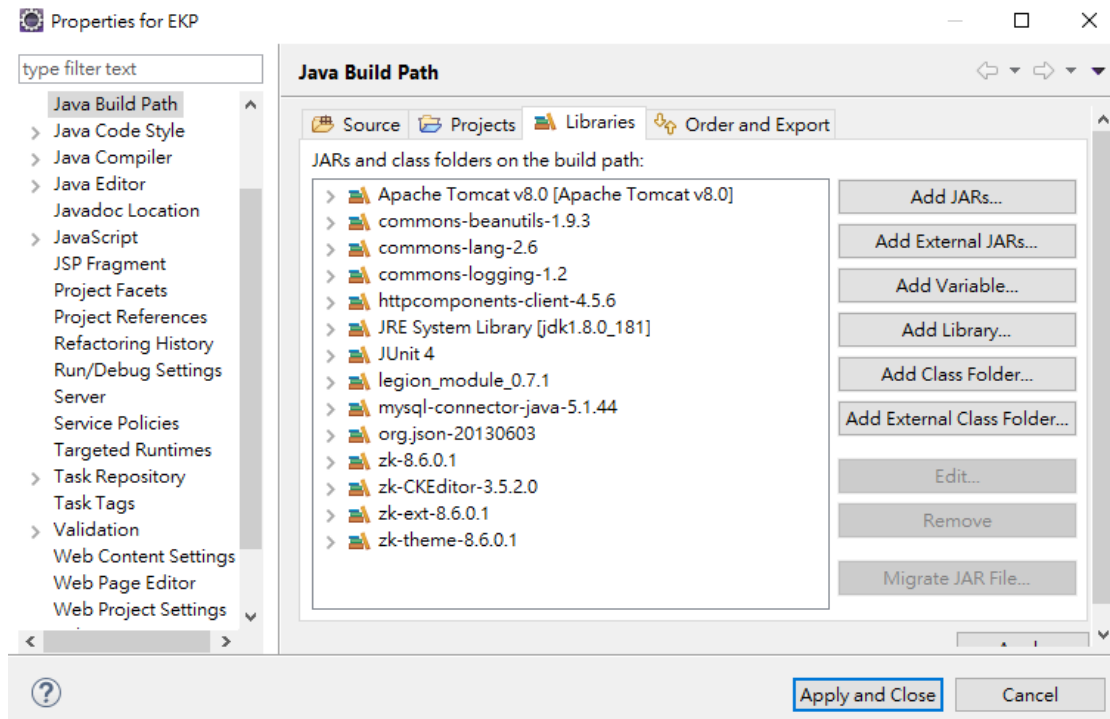 Properties for EKP
type filter text
Java Build Path
Java Code Style
Java Compiler
Java Editor
Javadoc Location
JavaScript
JSP Fragment
Project Facets
Project References
Refactoring History
Run/Debug Settings
Server
Service Policies
Targeted Runtimes
Task Repository
Task Tags
Validation
Web Content Settings
Web Page Editor
Web Project Settings
Java Build Path
Source Projects Libraries Order and Export
JARs and class folders on the build path:
Apache Tomcat v8.0 [Apache Tomcat v8.0]
commons-beanutils-1.9.3
commons-lang-2.6
commons-logging-1.2
httpcomponents-client-4.5.6
JRE System Library [jdk1.8.0_181]
JUnit 4
legion_module_0.7.1
mysql-connector-java-5.1.44
org.json-20130603
zk-8.6.0.1
zk-CKEditor-3.5.2.0
zk-ext-8.6.0.1
zk-theme-8.6.0.1
Add JARs...
Add External JARs...
Add Variable...
Add Library...
Add Class Folder...
Add External Class Folder...
Edit...
Remove
Migrate JAR File...
Apply and Close
Cancel